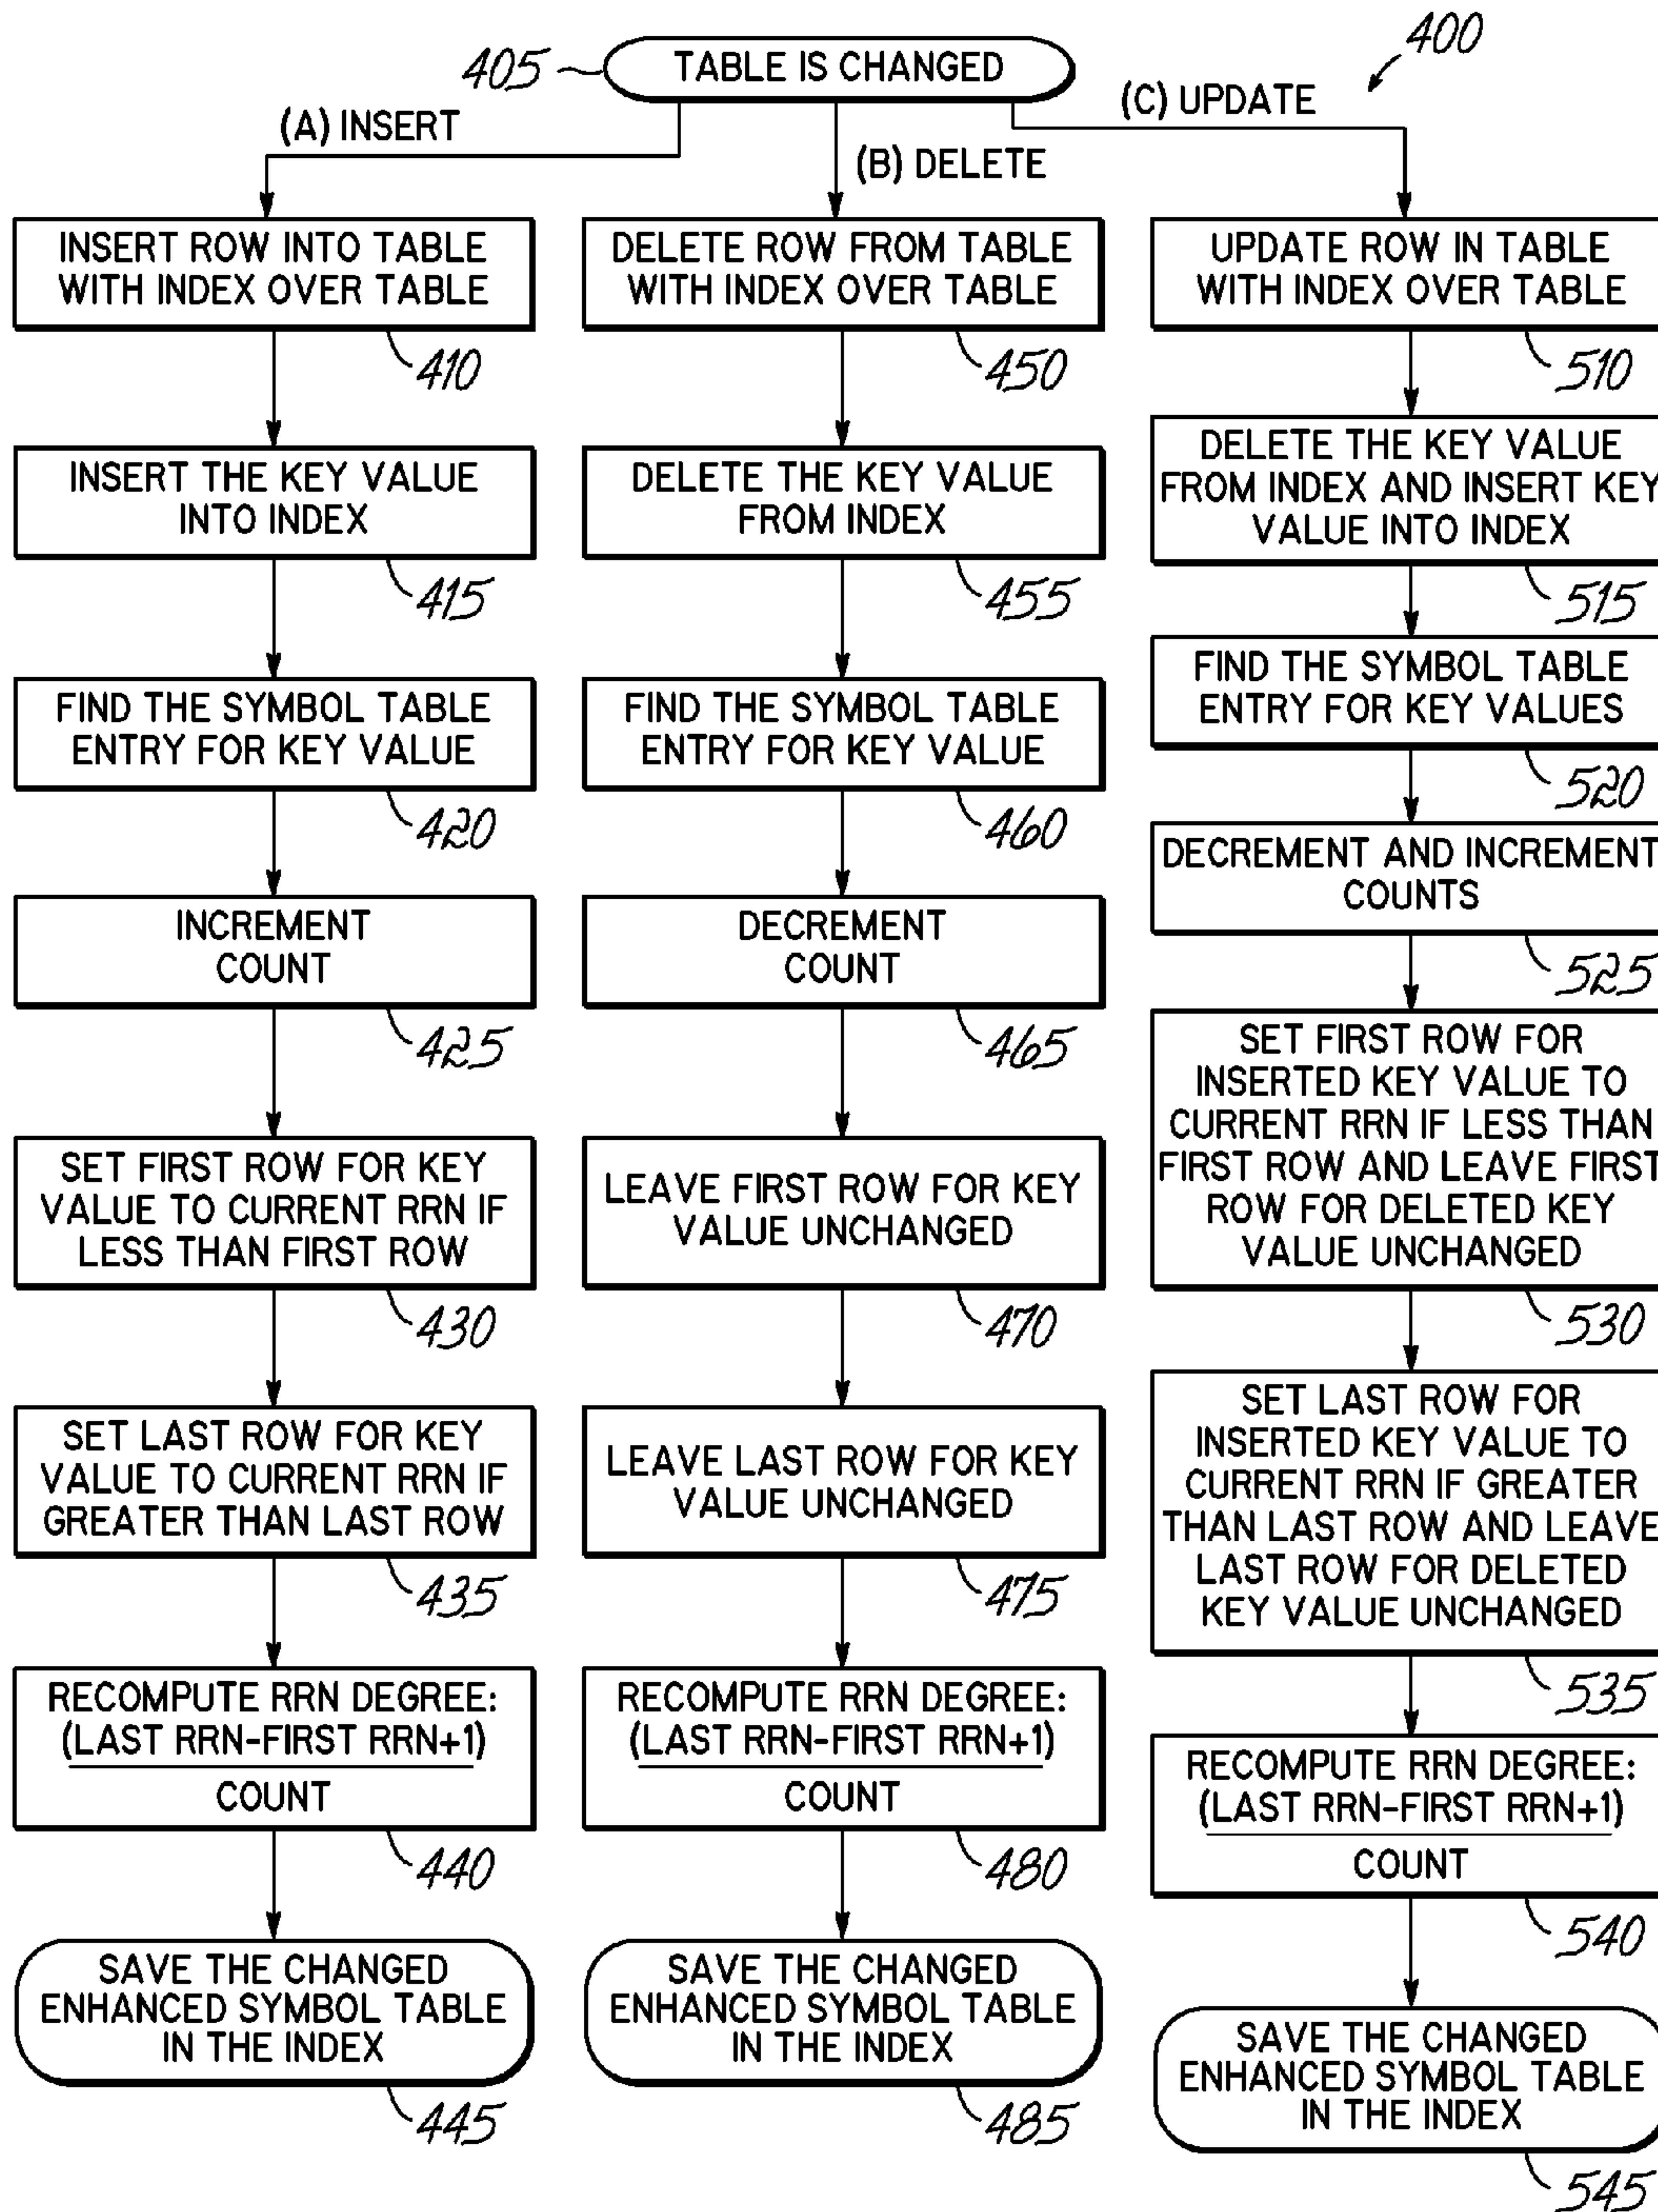 400
405
TABLE IS CHANGED
(A) INSERT
(B) DELETE
(C) UPDATE
INSERT ROW INTO TABLE
WITH INDEX OVER TABLE
410
INSERT THE KEY VALUE
INTO INDEX
415
FIND THE SYMBOL TABLE
ENTRY FOR KEY VALUE
420
INCREMENT
COUNT
425
SET FIRST ROW FOR KEY
VALUE TO CURRENT RRN IF
LESS THAN FIRST ROW
430
SET LAST ROW FOR KEY
VALUE TO CURRENT RRN IF
GREATER THAN LAST ROW
435
RECOMPUTE RRN DEGREE:
(LAST RRN-FIRST RRN+1)
COUNT
440
SAVE THE CHANGED
ENHANCED SYMBOL TABLE
IN THE INDEX
445
DELETE ROW FROM TABLE
WITH INDEX OVER TABLE
450
DELETE THE KEY VALUE
FROM INDEX
455
FIND THE SYMBOL TABLE
ENTRY FOR KEY VALUE
460
DECREMENT
COUNT
465
LEAVE FIRST ROW FOR KEY
VALUE UNCHANGED
470
LEAVE LAST ROW FOR KEY
VALUE UNCHANGED
475
RECOMPUTE RRN DEGREE:
(LAST RRN-FIRST RRN+1)
COUNT
480
SAVE THE CHANGED
ENHANCED SYMBOL TABLE
IN THE INDEX
485
UPDATE ROW IN TABLE
WITH INDEX OVER TABLE
510
DELETE THE KEY VALUE
FROM INDEX AND INSERT KEY
VALUE INTO INDEX
515
FIND THE SYMBOL TABLE
ENTRY FOR KEY VALUES
520
DECREMENT AND INCREMENT
COUNTS
525
SET FIRST ROW FOR
INSERTED KEY VALUE TO
CURRENT RRN IF LESS THAN
FIRST ROW AND LEAVE FIRST
ROW FOR DELETED KEY
VALUE UNCHANGED
530
SET LAST ROW FOR
INSERTED KEY VALUE TO
CURRENT RRN IF GREATER
THAN LAST ROW AND LEAVE
LAST ROW FOR DELETED
KEY VALUE UNCHANGED
535
RECOMPUTE RRN DEGREE:
(LAST RRN-FIRST RRN+1)
COUNT
540
SAVE THE CHANGED
ENHANCED SYMBOL TABLE
IN THE INDEX
545